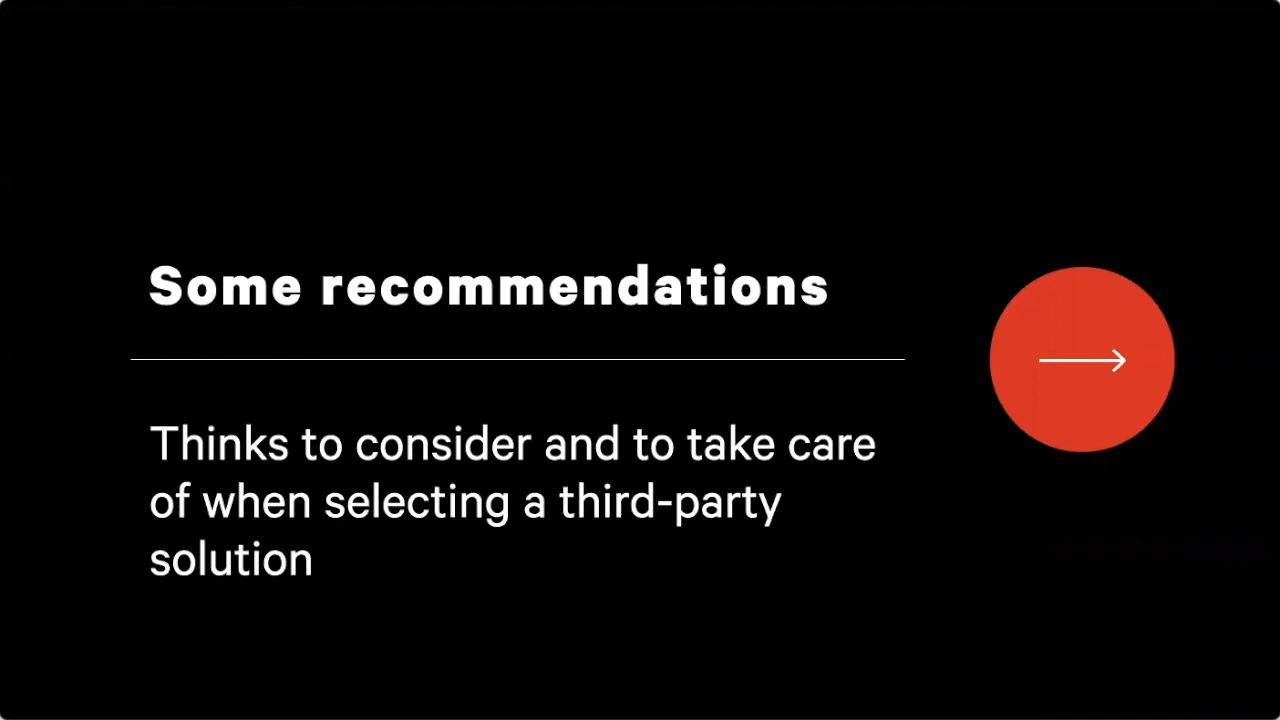 Some recommendations
Thinks to consider and to take care
of when selecting a third-party
solution